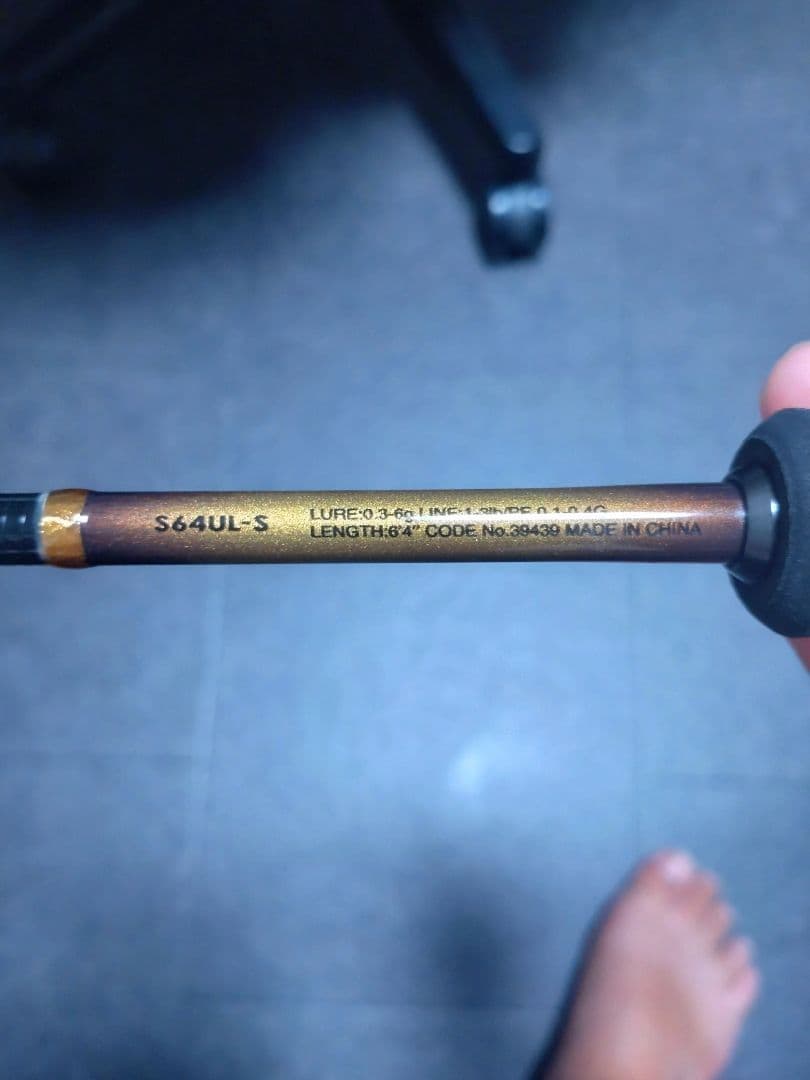 S64UL-S
LURE:0.3-6g LINE:1-3lb/PE 0.1-0.4G
LENGTH:6'4" CODE No.39439 MADE IN CHINA